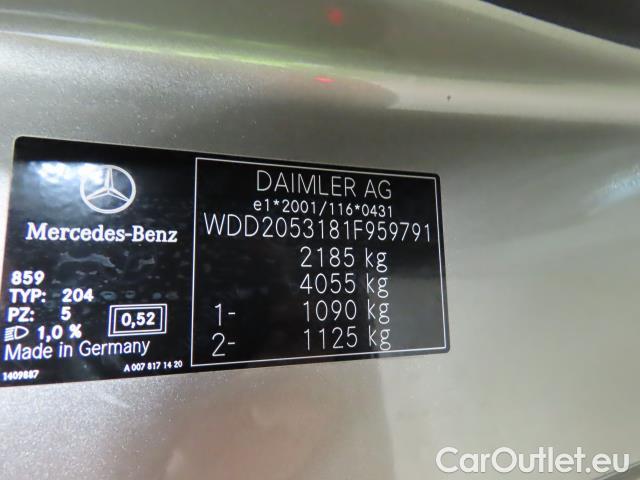 Mercedes-Benz
859
TYP: 204
PZ: 5
1,0 %
0,52
Made in Germany
1409887
A 007 817 14 20
DAIMLER AG
e1*2001/116*0431
WDD2053181F959791
2185 kg
4055 kg
1- 1090 kg
2- 1125 kg
CarOutlet.eu